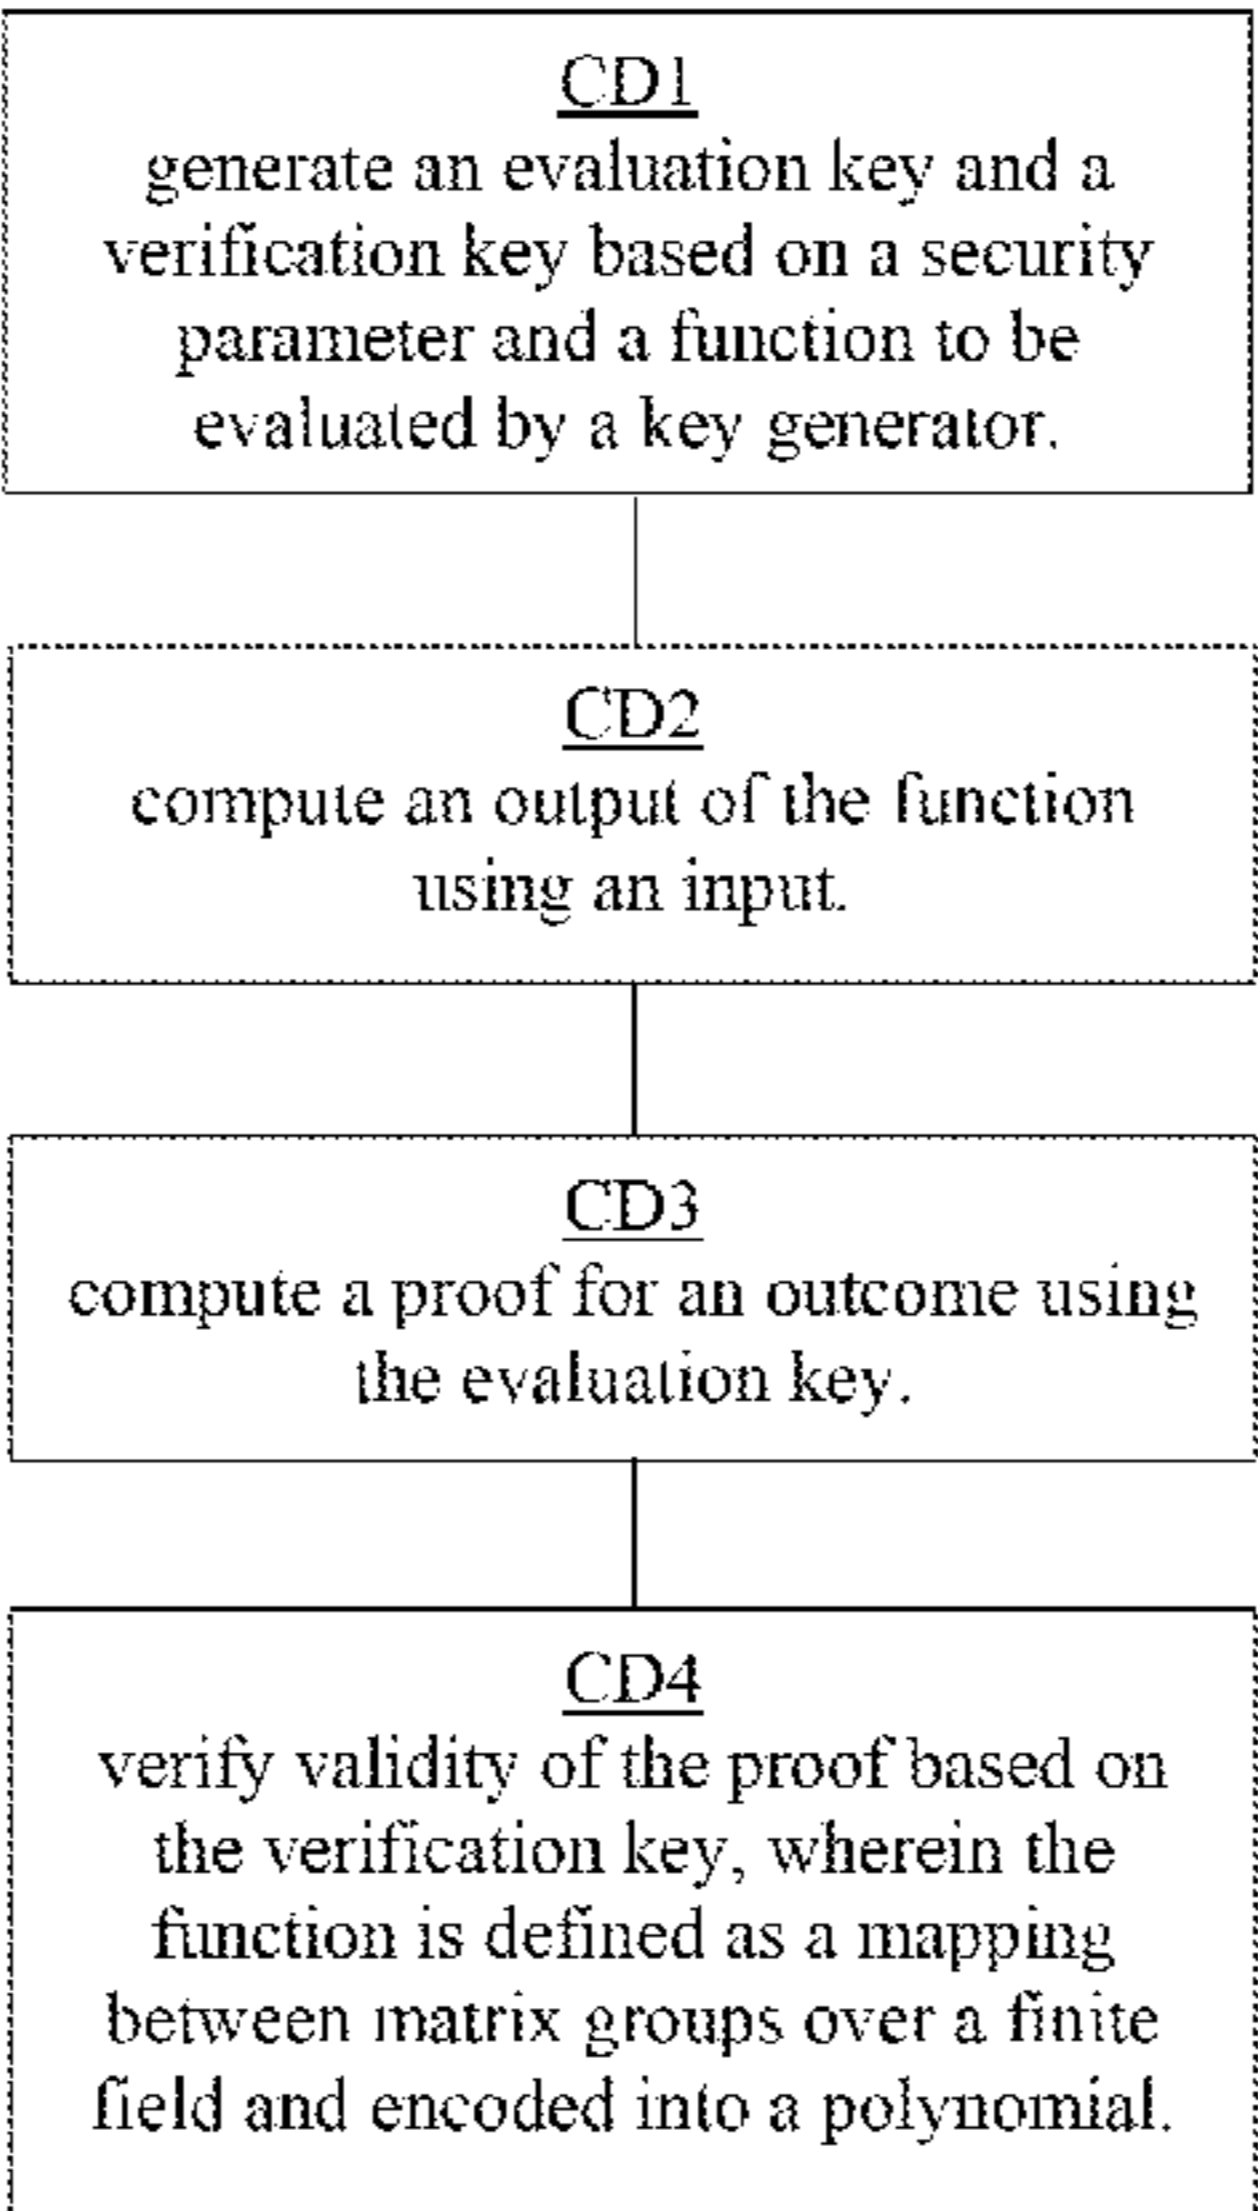 CD1
generate an evaluation key and a
verification key based on a security
parameter and a function to be
evaluated by a key generator.
CD2
compute an output of the function
using an input.
CD3
compute a proof for an outcome using
the evaluation key.
CD4
verify validity of the proof based on
the verification key, wherein the
function is defined as a mapping
between matrix groups over a finite
field and encoded into a polynomial.